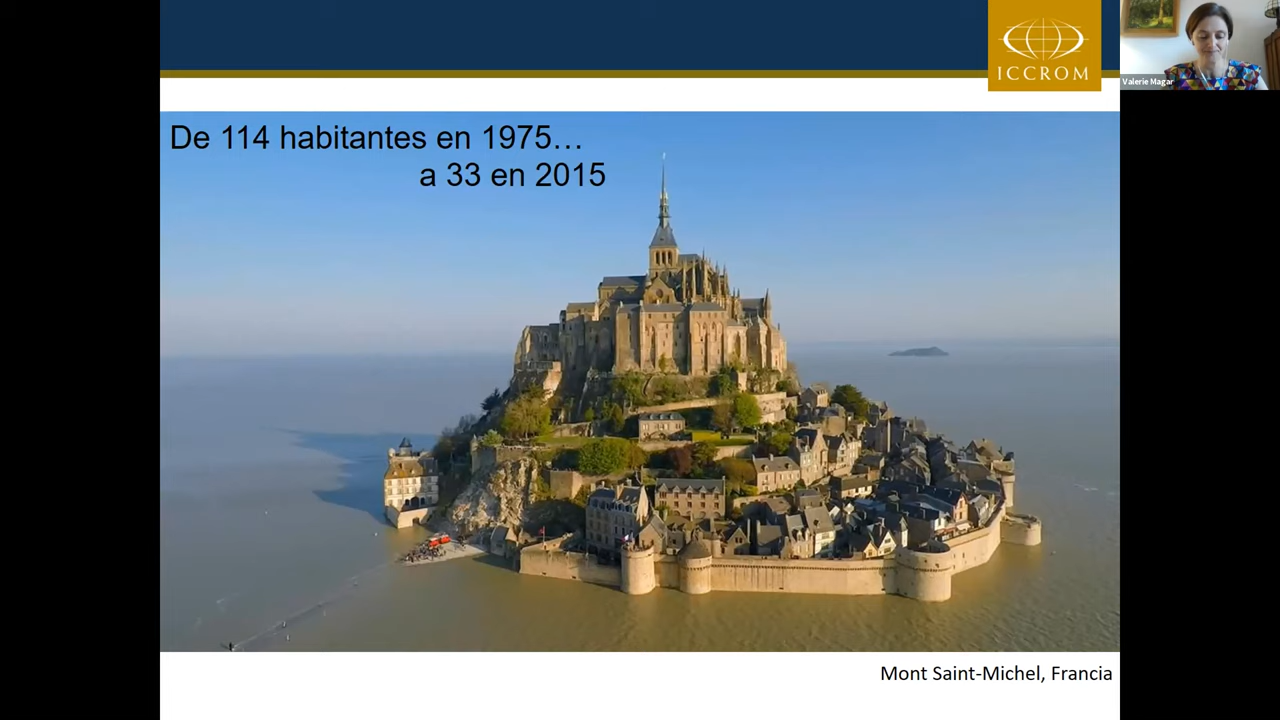 ICCROM
Valerie Magar
De 114 habitantes en 1975…
a 33 en 2015
Mont Saint-Michel, Francia